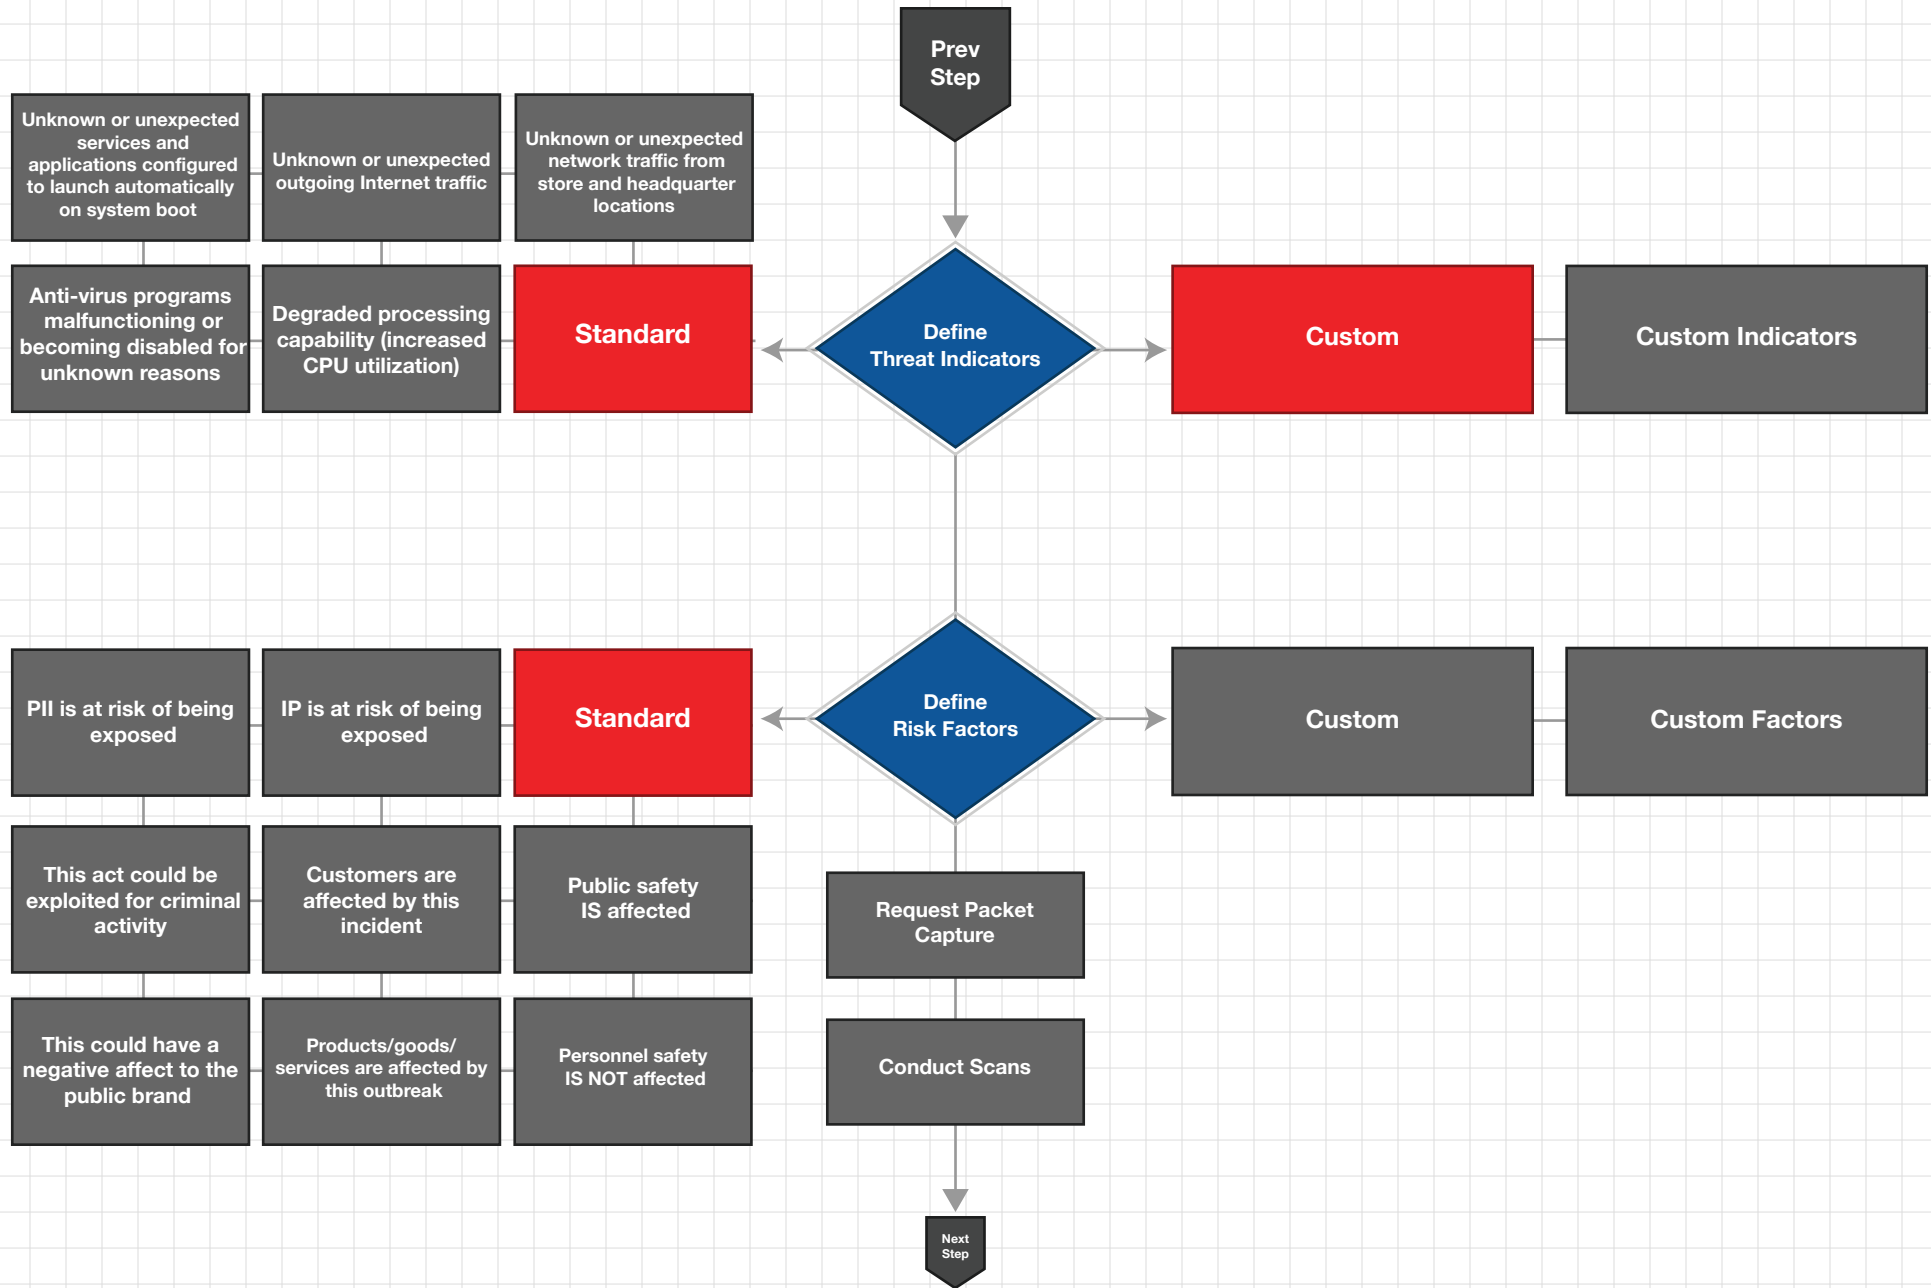 Prev
Step
Unknown or unexpected
services and
applications configured
to launch automatically
on system boot
Unknown or unexpected
outgoing Internet traffic
Unknown or unexpected
network traffic from
store and headquarter
locations
Anti-virus programs
malfunctioning or
becoming disabled for
unknown reasons
Degraded processing
capability (increased
CPU utilization)
Standard
Define
Threat Indicators
Custom
Custom Indicators
PII is at risk of being
exposed
IP is at risk of being
exposed
Standard
Define
Risk Factors
Custom
Custom Factors
This act could be
exploited for criminal
activity
Customers are
affected by this
incident
Public safety
IS affected
Request Packet
Capture
This could have a
negative affect to the
public brand
Products/goods/
services are affected by
this outbreak
Personnel safety
IS NOT affected
Conduct Scans
Next
Step